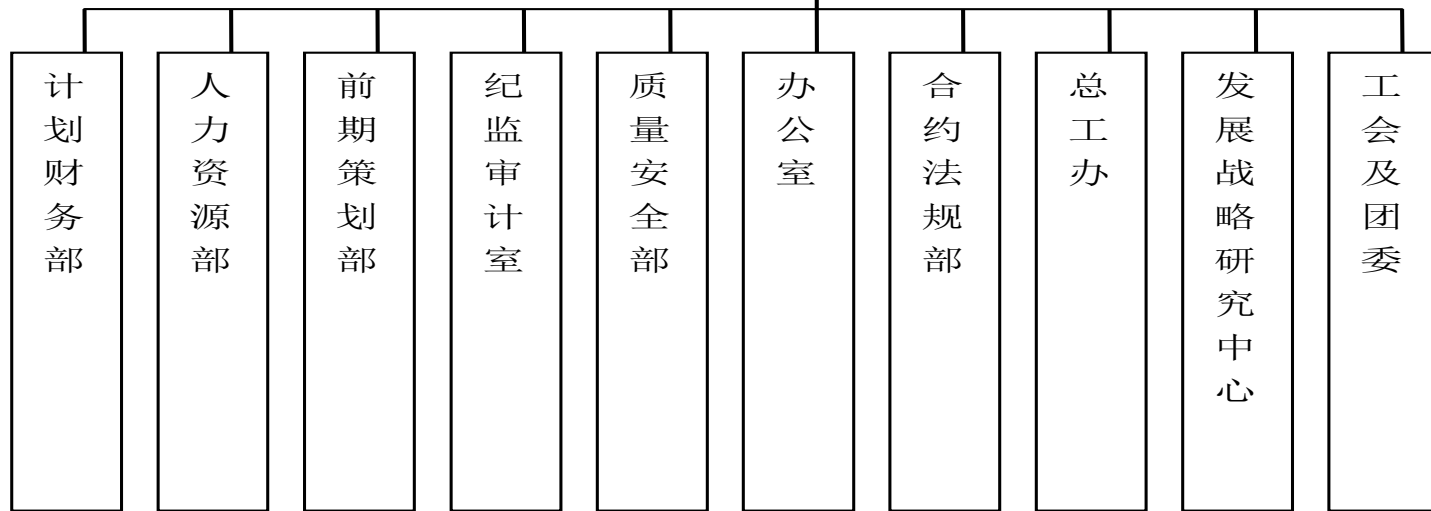 计划财务部
人力资源部
前期策划部
纪监审计室
质量安全部
办公室
合约法规部
总工办
发展战略研究中心
工会及团委